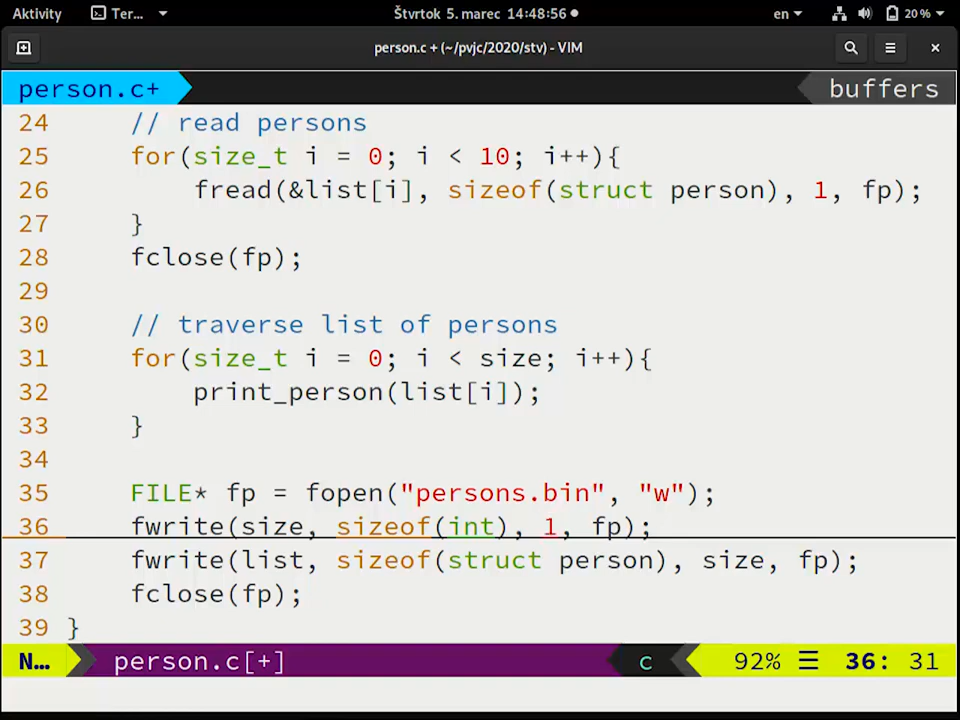 Aktivity Ter... Štvrtok 5. marec 14:48:56 en 20 %
person.c + (~/pvjc/2020/stv) - VIM
person.c+ buffers
24 // read persons
25 for(size_t i = 0; i < 10; i++){
26 fread(&list[i], sizeof(struct person), 1, fp);
27 }
28 fclose(fp);
29
30 // traverse list of persons
31 for(size_t i = 0; i < size; i++){
32 print_person(list[i]);
33 }
34
35 FILE* fp = fopen("persons.bin", "w");
36 fwrite(size, sizeof(int), 1, fp);
37 fwrite(list, sizeof(struct person), size, fp);
38 fclose(fp);
39 }
N... person.c[+] c 92% ☰ 36: 31